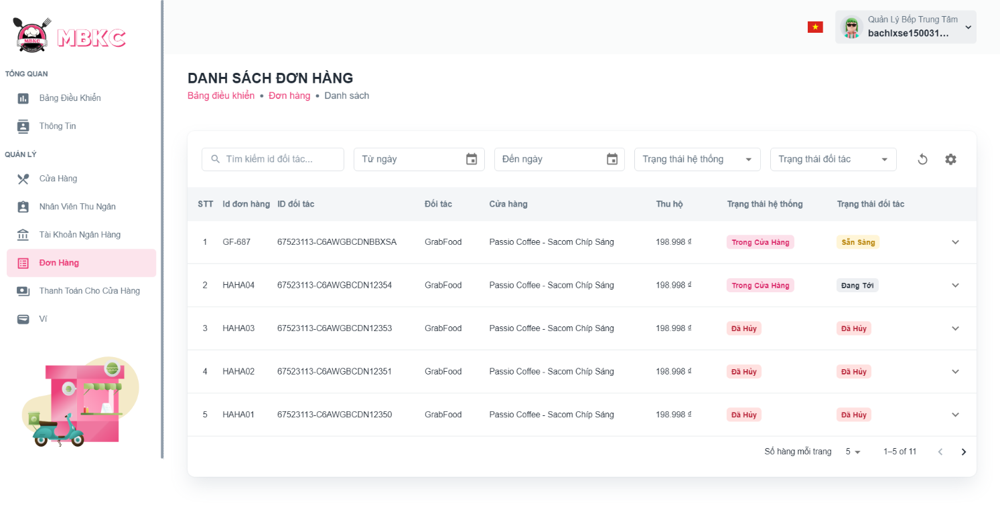 MBKC
MBKC
Quản Lý Bếp Trung Tâm
bachlxse150031...
TỔNG QUAN
Bảng Điều Khiển
Thông Tin
QUẢN LÝ
Cửa Hàng
Nhân Viên Thu Ngân
Tài Khoản Ngân Hàng
Đơn Hàng
Thanh Toán Cho Cửa Hàng
Ví
DANH SÁCH ĐƠN HÀNG
Bảng điều khiển • Đơn hàng • Danh sách
Tìm kiếm id đối tác... Từ ngày Đến ngày Trạng thái hệ thống Trạng thái đối tác
STT Id đơn hàng ID đối tác Đối tác Cửa hàng Thu hộ Trạng thái hệ thống Trạng thái đối tác
1 GF-687 67523113-C6AWGBCDNBBXSA GrabFood Passio Coffee - Sacom Chíp Sáng 198.998 ₫ Trong Cửa Hàng Sẵn Sàng
2 HAHA04 67523113-C6AWGBCDN12354 GrabFood Passio Coffee - Sacom Chíp Sáng 198.998 ₫ Trong Cửa Hàng Đang Tới
3 HAHA03 67523113-C6AWGBCDN12353 GrabFood Passio Coffee - Sacom Chíp Sáng 198.998 ₫ Đã Hủy Đã Hủy
4 HAHA02 67523113-C6AWGBCDN12351 GrabFood Passio Coffee - Sacom Chíp Sáng 198.998 ₫ Đã Hủy Đã Hủy
5 HAHA01 67523113-C6AWGBCDN12350 GrabFood Passio Coffee - Sacom Chíp Sáng 198.998 ₫ Đã Hủy Đã Hủy
Số hàng mỗi trang 5 1–5 of 11